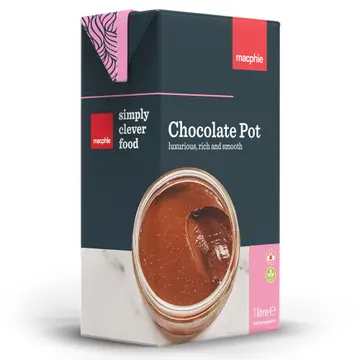 macphie
simply
clever
food
macphie
Chocolate Pot
luxurious, rich and smooth
1 litre e